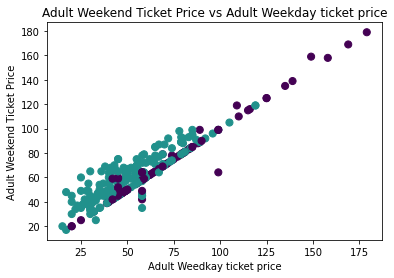 Adult Weekend Ticket Price vs Adult Weekday ticket price
180
160
140
120
100
80
60
40
20
Adult Weekend Ticket Price
25 50 75 100 125 150 175
Adult Weedkay ticket price